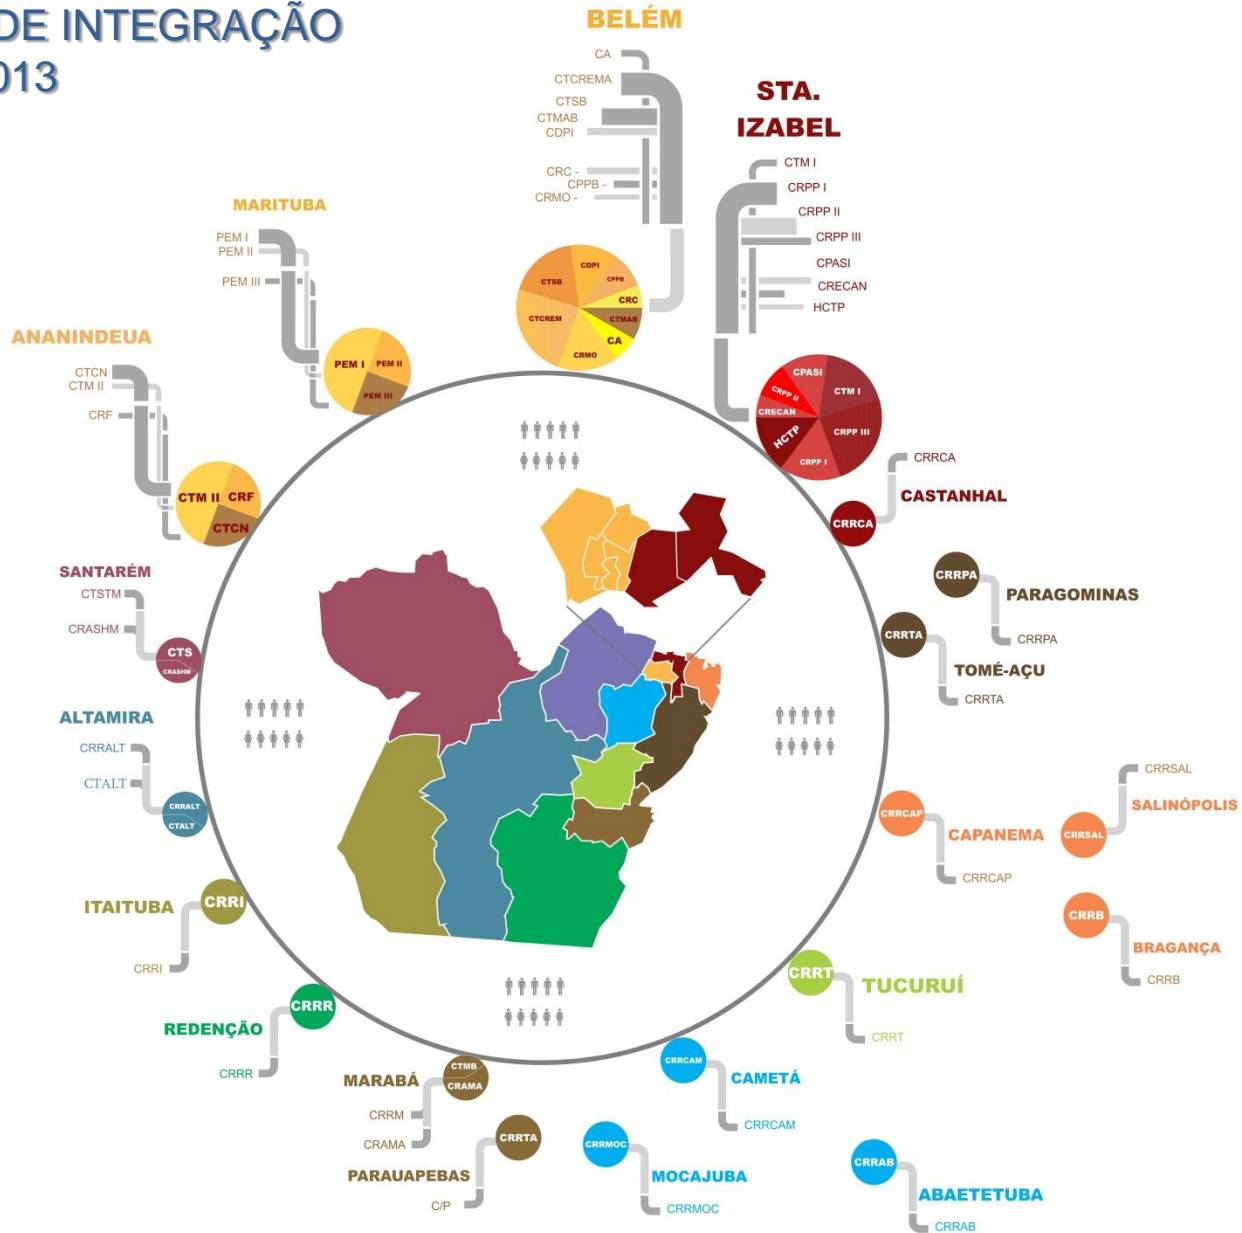 DE INTEGRAÇÃO
013
BELÉM
CA
CTCREMA
CTSB
CTMAB
CDPI
CRC -
CPPB -
CRMO -
CDPI
CPPB
CTSB
CRC
CTMAB
CTCREM
CA
CRMO
STA.
IZABEL
CTM I
CRPP I
CRPP II
CRPP III
CPASI
CRECAN
HCTP
CPASI
CTM I
CRPP II
CRECAN
CRPP III
HCTP
CRPP I
MARITUBA
PEM I
PEM II
PEM III
PEM I
PEM II
PEM III
ANANINDEUA
CTCN
CTM II
CRF
CTM II
CRF
CTCN
CRRCA
CASTANHAL
CRRCA
CRRPA
PARAGOMINAS
CRRPA
CRRTA
TOMÉ-AÇU
CRRTA
SANTARÉM
CTSTM
CRASHM
CTS
CRASHM
ALTAMIRA
CRRALT
CTALT
CRRALT
CTALT
CRRSAL
SALINÓPOLIS
CRRSAL
CRRCAP
CAPANEMA
CRRCAP
CRRB
BRAGANÇA
CRRB
ITAITUBA
CRRI
CRRI
CRRT
TUCURUÍ
CRRT
CRRR
REDENÇÃO
CRRR
MARABÁ
CTMB
CRAMA
CRRM
CRAMA
CRRCAM
CAMETÁ
CRRCAM
CRRTA
PARAUAPEBAS
C/P
CRRMOC
MOCAJUBA
CRRMOC
CRRAB
ABAETETUBA
CRRAB